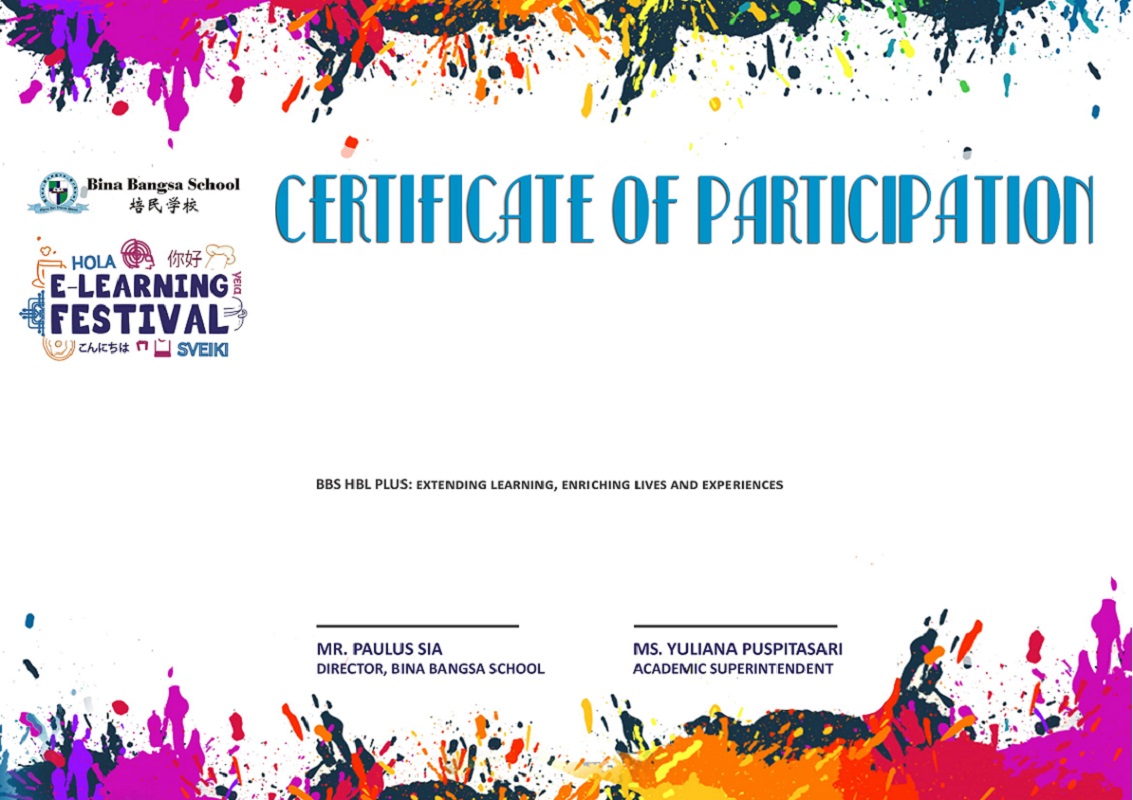 Bina Bangsa School
培民学校
CERTIFICATE OF PARTICIPATION
HOLA
你好
E-LEARNING
FESTIVAL
こんにちは
SVEIKI
BBS HBL PLUS: EXTENDING LEARNING, ENRICHING LIVES AND EXPERIENCES
MR. PAULUS SIA
DIRECTOR, BINA BANGSA SCHOOL
MS. YULIANA PUSPITASARI
ACADEMIC SUPERINTENDENT